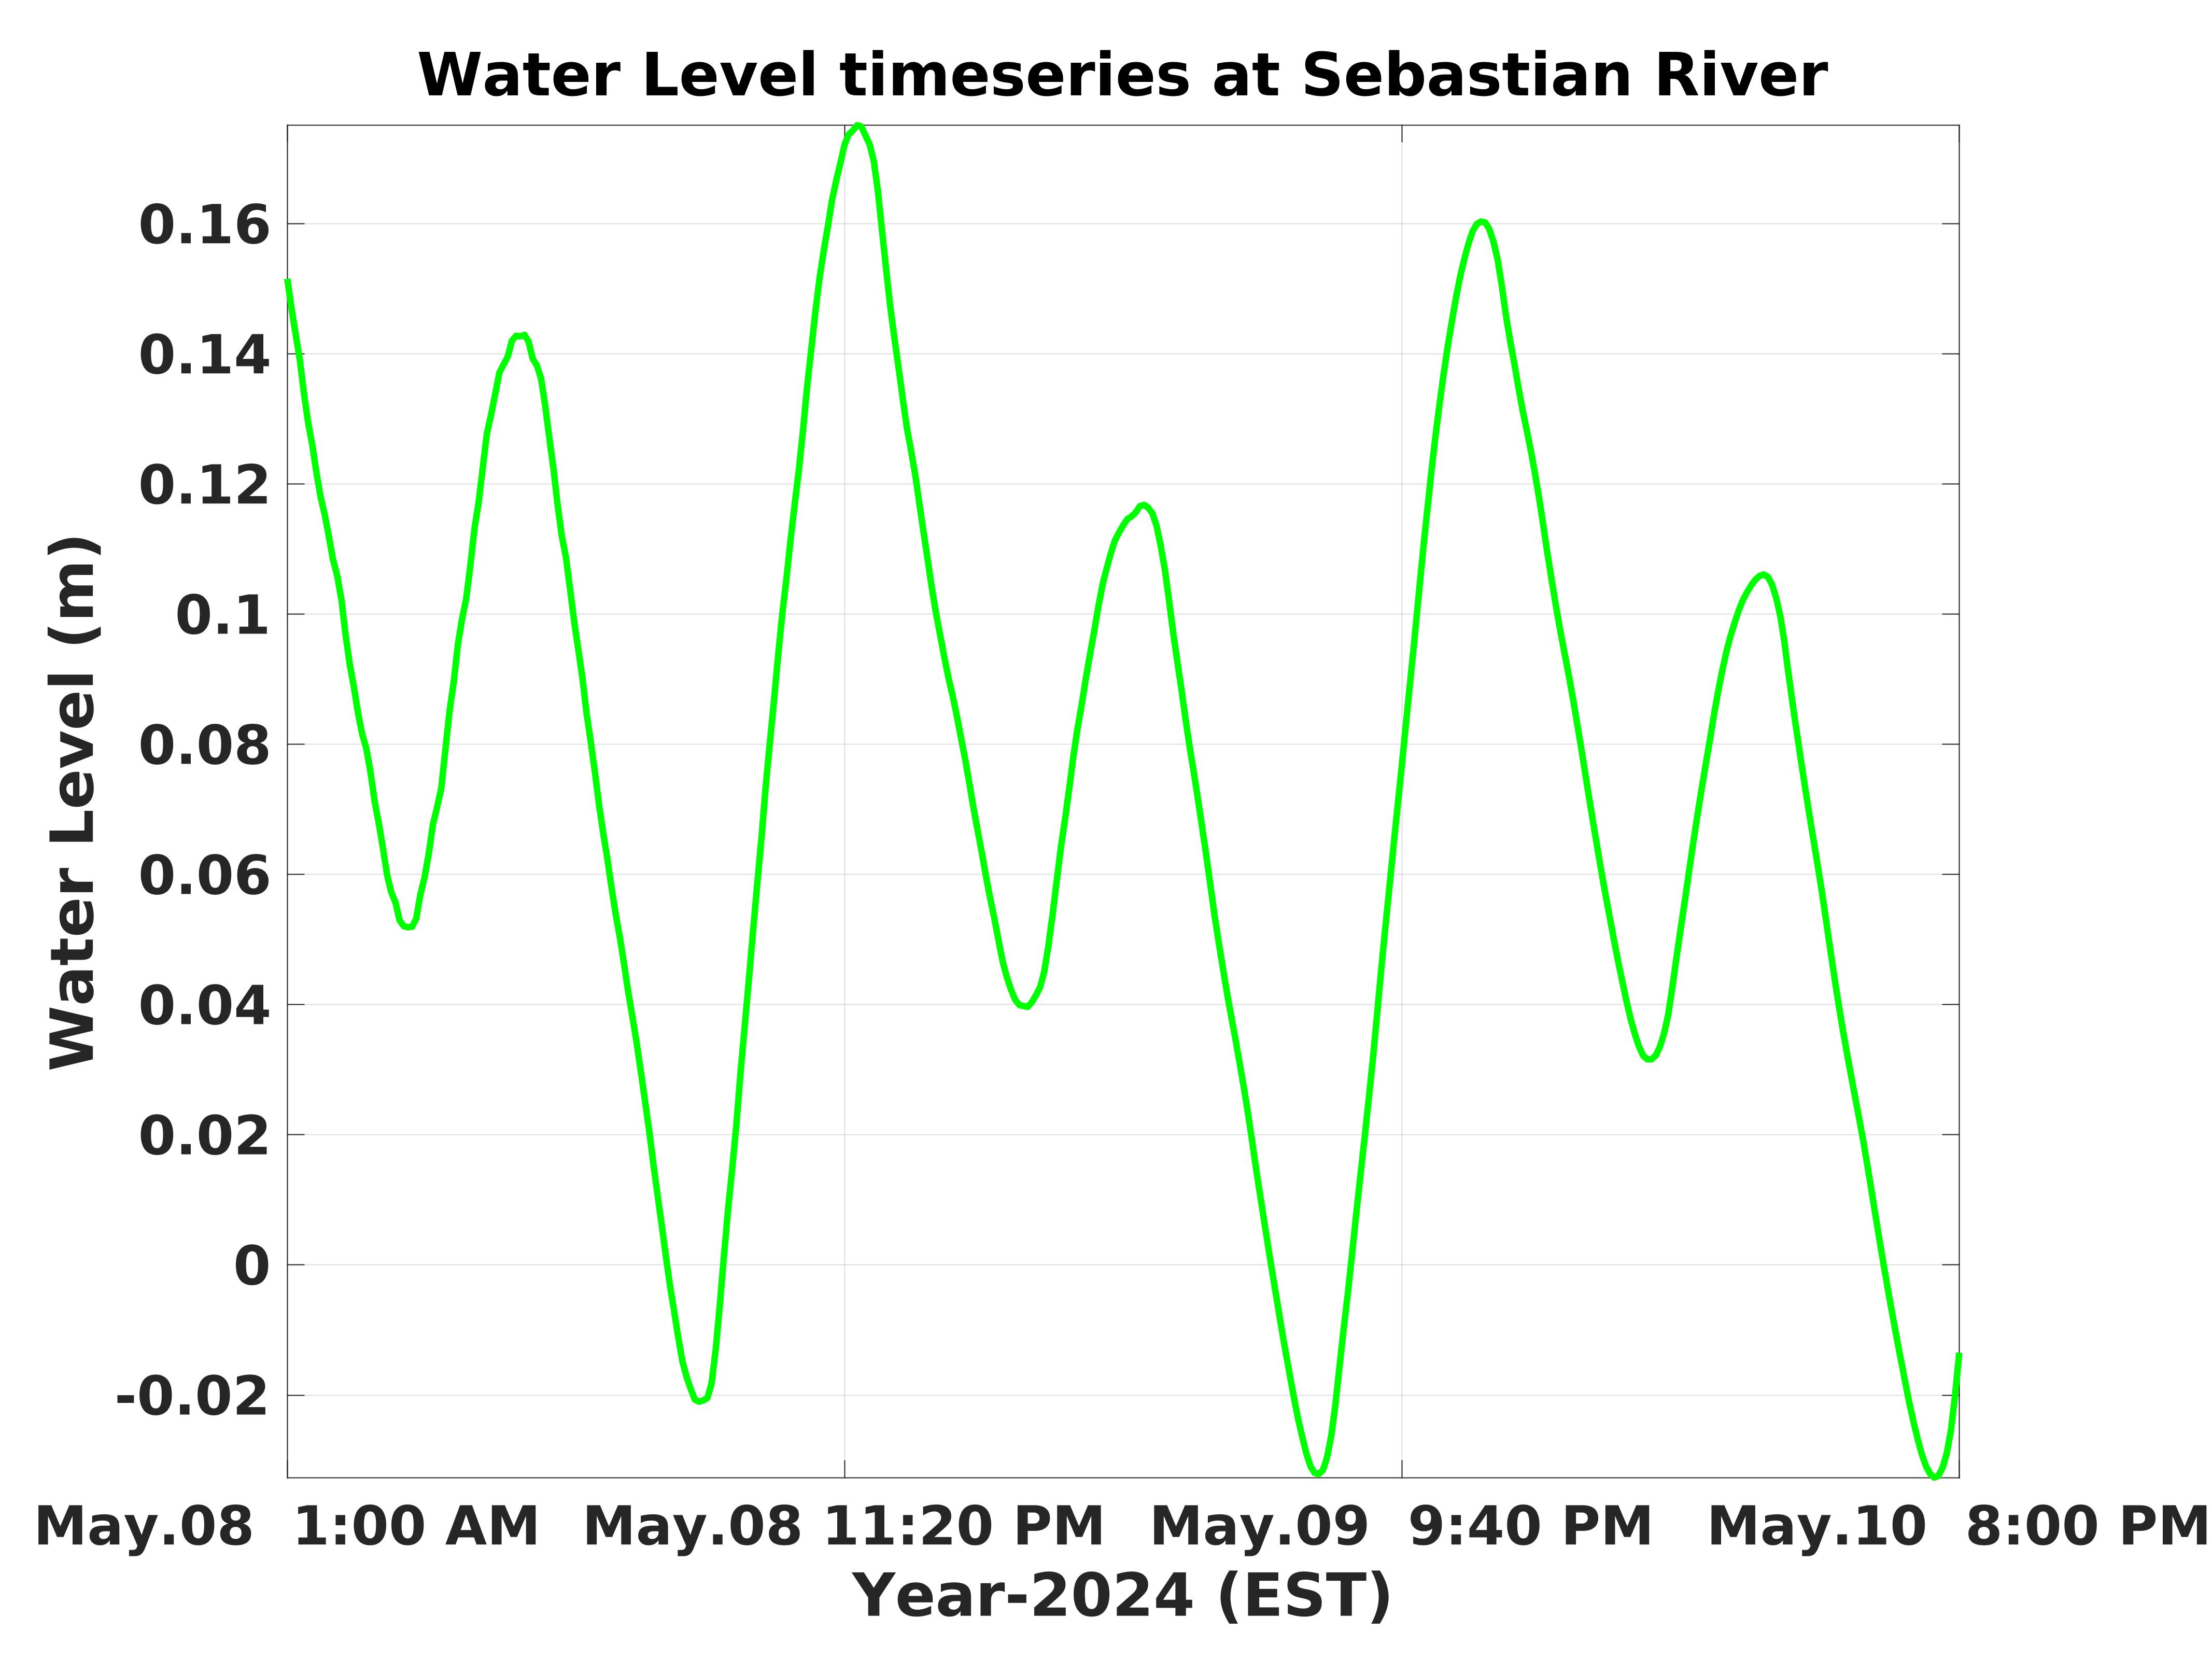 Water Level timeseries at Sebastian River
Water Level (m)
0.16
0.14
0.12
0.1
0.08
0.06
0.04
0.02
0
-0.02
May.08 1:00 AM May.08 11:20 PM May.09 9:40 PM May.10 8:00 PM
Year-2024 (EST)